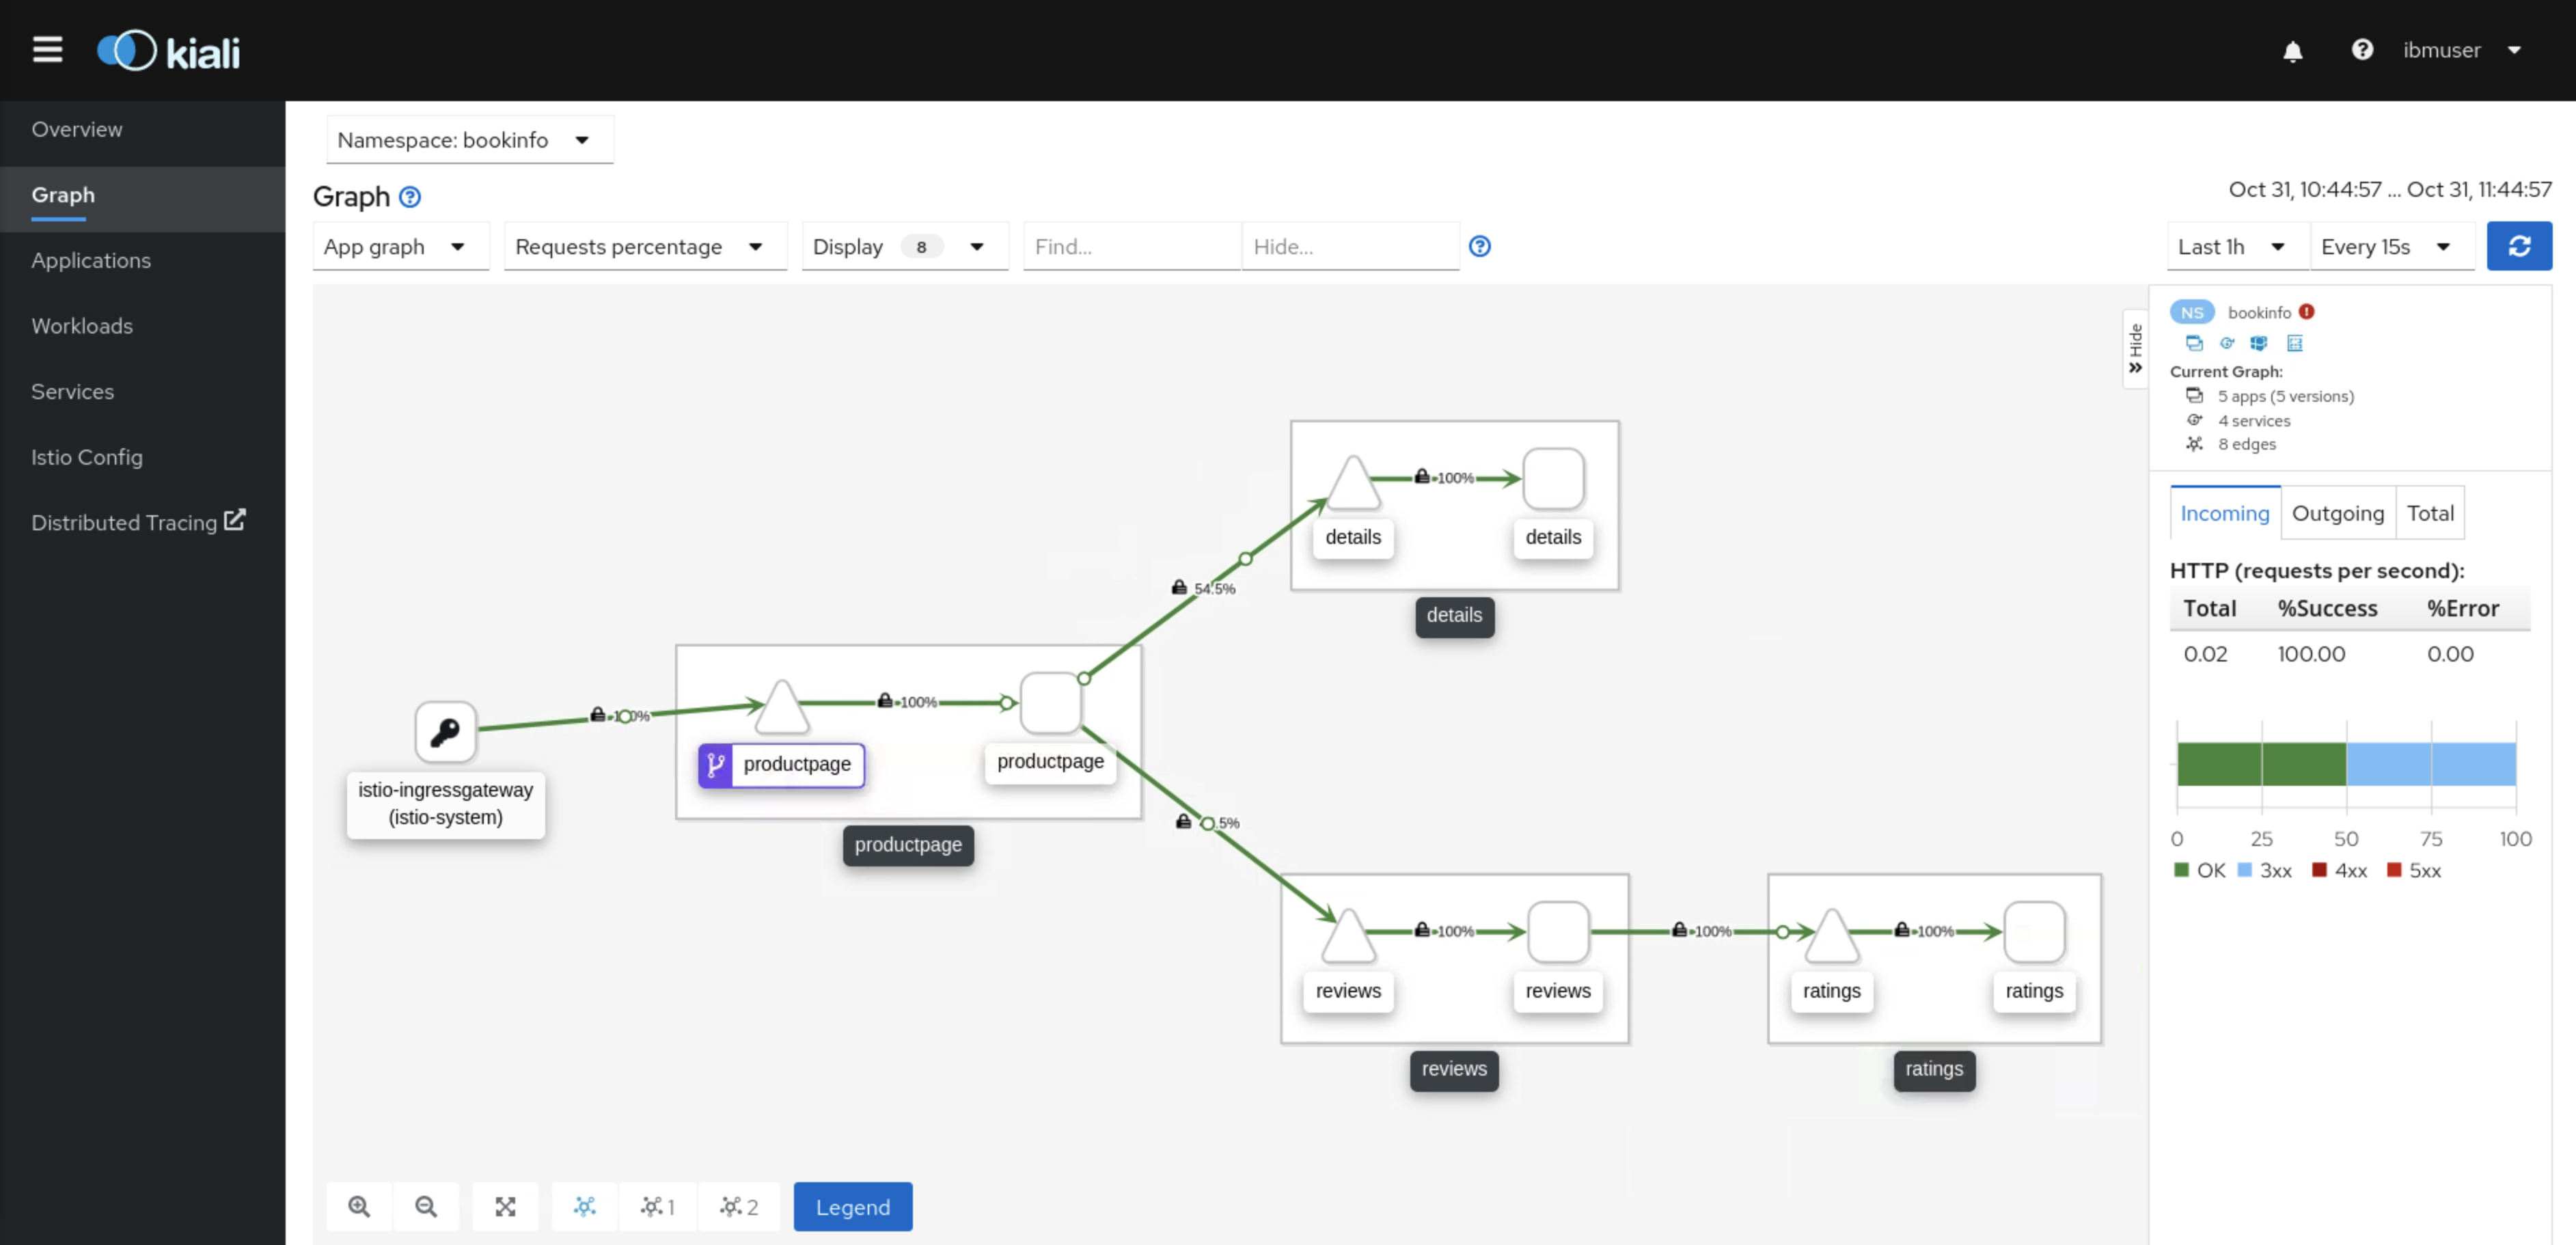 kiali
ibmuser
Overview
Graph
Applications
Workloads
Services
Istio Config
Distributed Tracing
Namespace: bookinfo
Graph
Oct 31, 10:44:57 ... Oct 31, 11:44:57
App graph
Requests percentage
Display 8
Find...
Hide...
Last 1h
Every 15s
Hide
NS bookinfo
Current Graph:
5 apps (5 versions)
4 services
8 edges
Incoming Outgoing Total
HTTP (requests per second):
Total %Success %Error
0.02 100.00 0.00
0 25 50 75 100
OK 3xx 4xx 5xx
100%
details
details
details
54.5%
100%
productpage
productpage
productpage
istio-ingressgateway
(istio-system)
100%
reviews
reviews
reviews
100%
100%
ratings
ratings
ratings
1
2
Legend